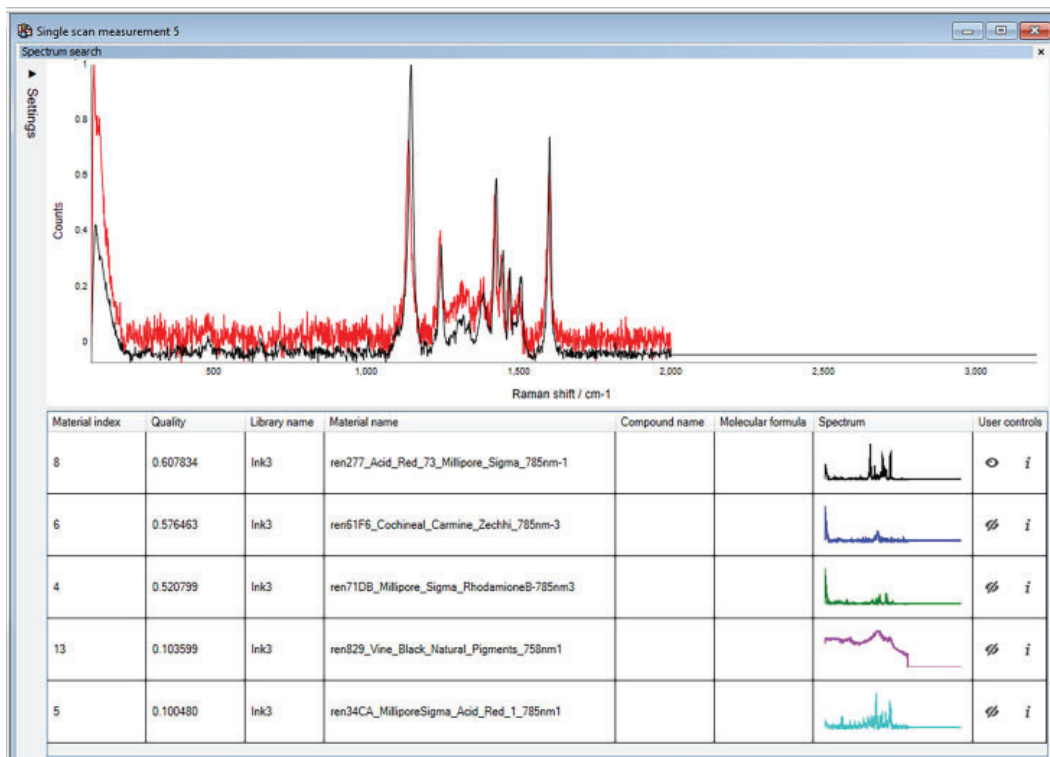 Single scan measurement 5
Spectrum search
Settings
Counts
1
0.8
0.6
0.4
0.2
0
500 1,000 1,500 2,000 2,500 3,000
Raman shift / cm-1
Material index Quality Library name Material name Compound name Molecular formula Spectrum User controls
8 0.607834 Ink3 ren277_Acid_Red_73_Millipore_Sigma_785nm-1 i
6 0.576463 Ink3 ren61F6_Cochineal_Carmine_Zechhi_785nm-3 i
4 0.520799 Ink3 ren71DB_Millipore_Sigma_RhodamioneB-785nm3 i
13 0.103599 Ink3 ren829_Vine_Black_Natural_Pigments_758nm1 i
5 0.100480 Ink3 ren34CA_MilliporeSigma_Acid_Red_1_785nm1 i